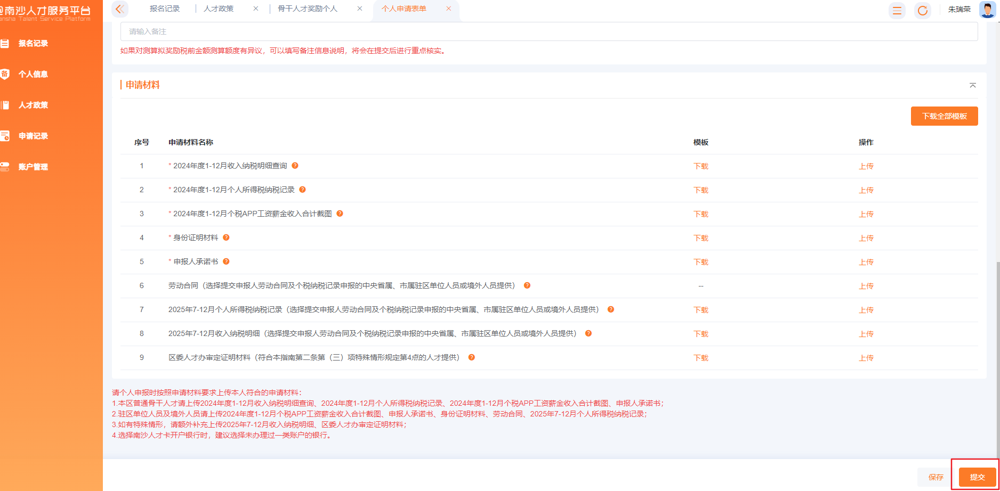 @南沙人才服务平台
ansha Talent Service Platform
报名记录
个人信息
人才政策
申请记录
账户管理
报名记录
人才政策
骨干人才奖励个人
个人申请表单
朱瑞荣
请输入备注
如果对测算拟奖励税前金额测算额度有异议，可以填写备注信息说明，将会在提交后进行重点核实。
申请材料
下载全部模板
序号 申请材料名称 模板 操作
1 * 2024年度1-12月收入纳税明细查询 下载 上传
2 * 2024年度1-12月个人所得税纳税记录 下载 上传
3 * 2024年度1-12月个税APP工资薪金收入合计截图 下载 上传
4 * 身份证明材料 下载 上传
5 * 申报人承诺书 下载 上传
6 劳动合同（选择提交申报人劳动合同及个税纳税记录申报的中央省属、市属驻区单位人员或境外人员提供） -- 上传
7 2025年7-12月个人所得税纳税记录（选择提交申报人劳动合同及个税纳税记录申报的中央省属、市属驻区单位人员或境外人员提供） 下载 上传
8 2025年7-12月收入纳税明细（选择提交申报人劳动合同及个税纳税记录申报的中央省属、市属驻区单位人员或境外人员提供） 下载 上传
9 区委人才办审定证明材料（符合本指南第二条第（三）项特殊情形规定第4点的人才提供） 下载 上传
请个人申报时按照申请材料要求上传本人符合的申请材料：
1.本区普通骨干人才请上传2024年度1-12月收入纳税明细查询、2024年度1-12月个人所得税纳税记录、2024年度1-12月个税APP工资薪金收入合计截图、申报人承诺书；
2.驻区单位人员及境外人员请上传2024年度1-12月个税APP工资薪金收入合计截图、申报人承诺书、身份证明材料、劳动合同、2025年7-12月个人所得税纳税记录；
3.如有特殊情形，请额外补充上传2025年7-12月收入纳税明细、区委人才办审定证明材料；
4.选择南沙人才卡开户银行时，建议选择未办理过一类账户的银行。
保存
提交